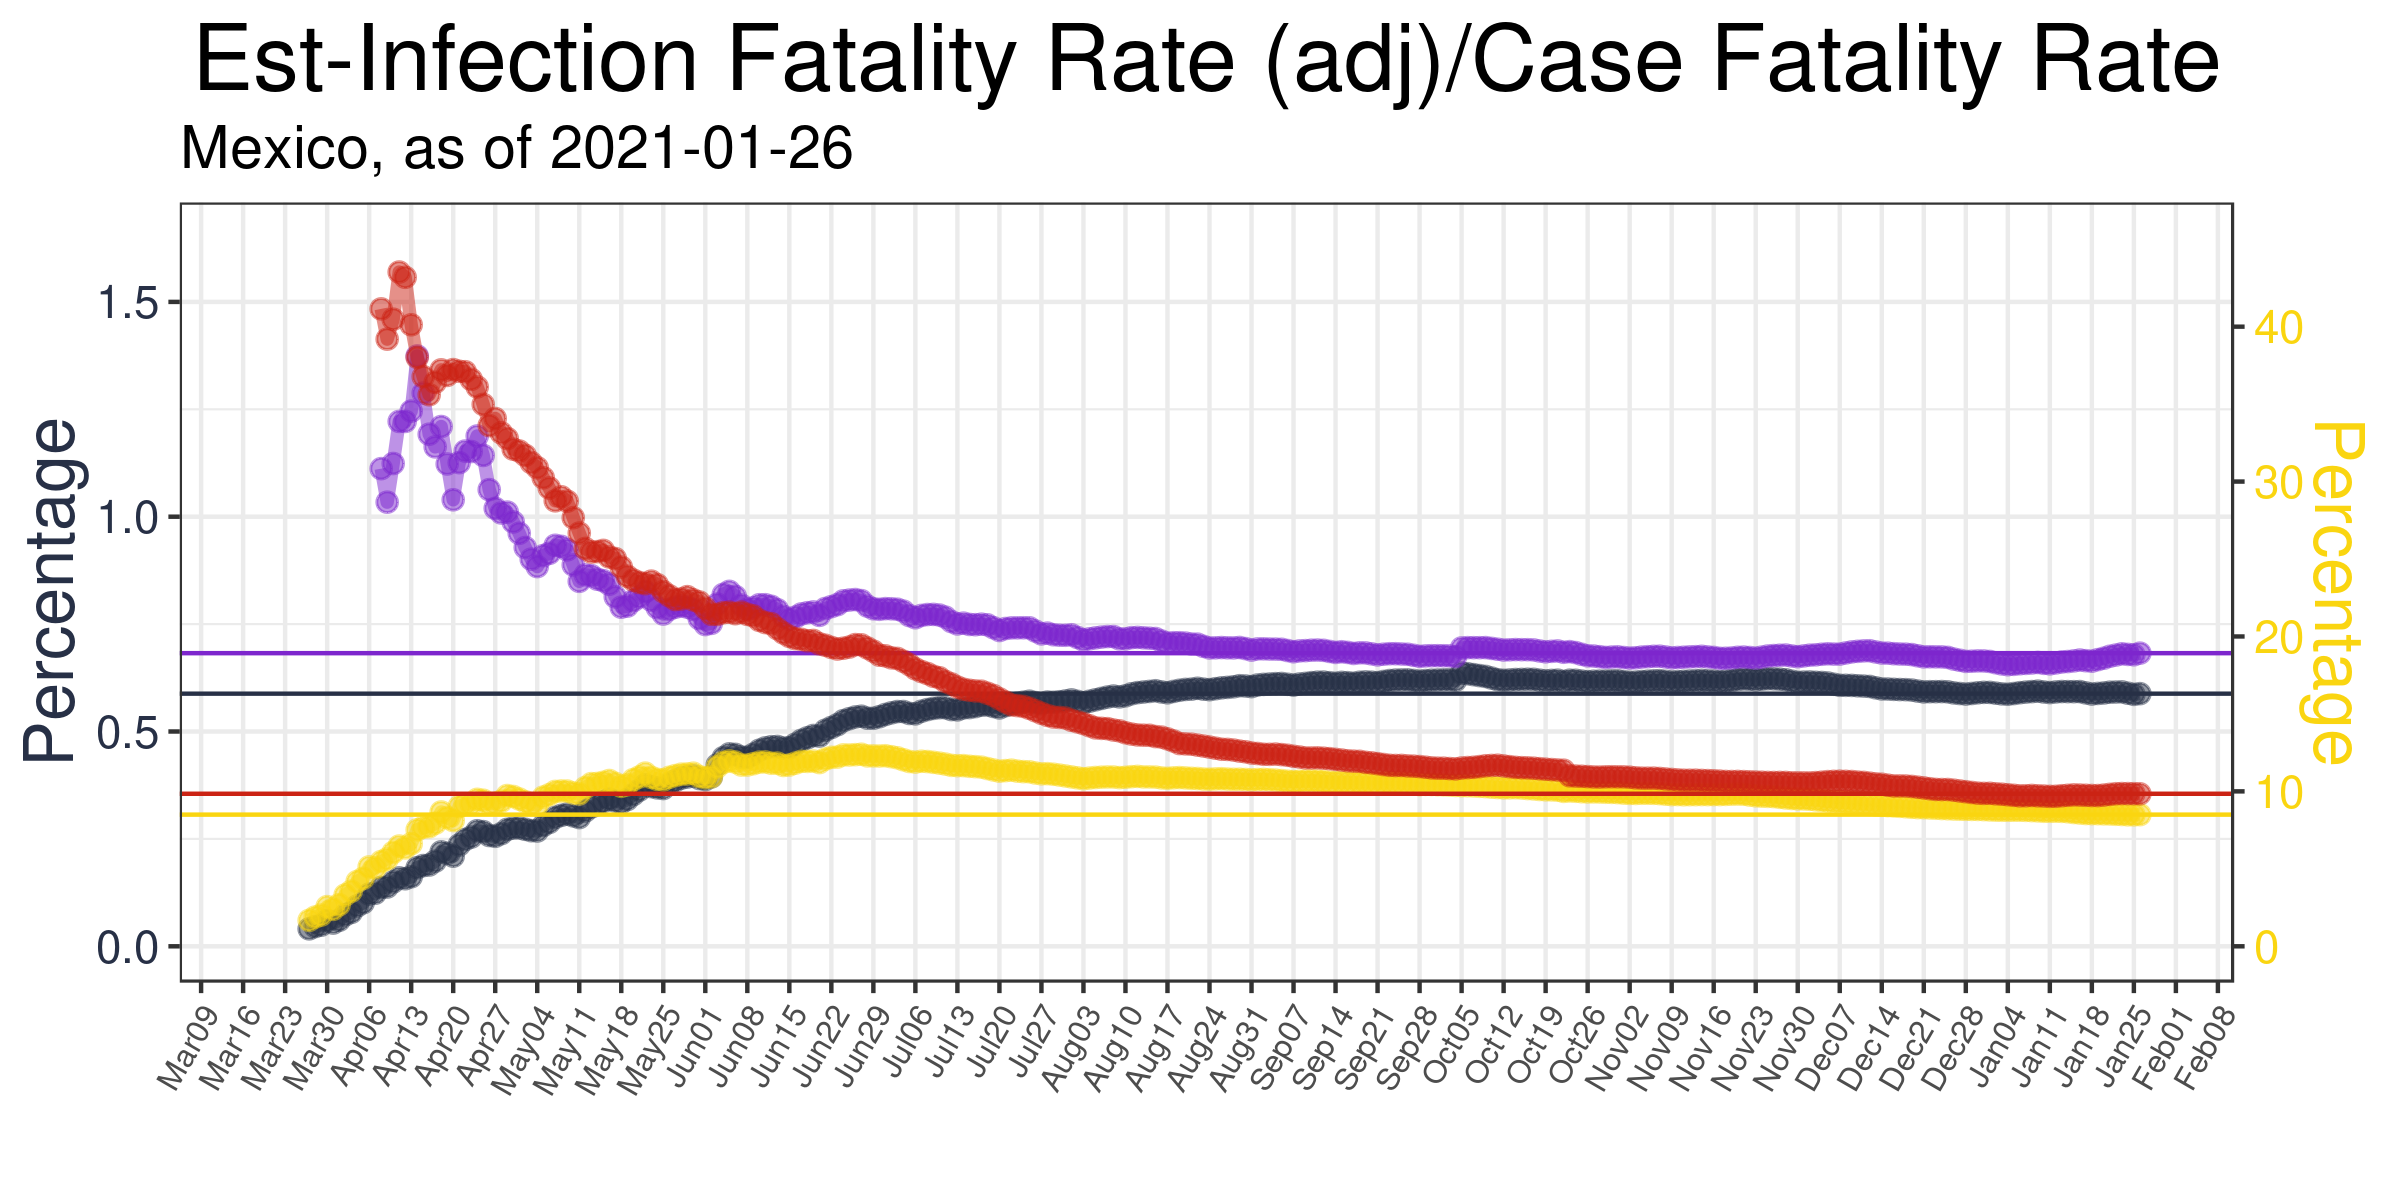 Est-Infection Fatality Rate (adj)/Case Fatality Rate
Mexico, as of 2021-01-26
Percentage
1.5
1.0
0.5
0.0
40
30
20
10
0
Percentage
Mar09
Mar16
Mar23
Mar30
Apr06
Apr13
Apr20
Apr27
May04
May11
May18
May25
Jun01
Jun08
Jun15
Jun22
Jun29
Jul06
Jul13
Jul20
Jul27
Aug03
Aug10
Aug17
Aug24
Aug31
Sep07
Sep14
Sep21
Sep28
Oct05
Oct12
Oct19
Oct26
Nov02
Nov09
Nov16
Nov23
Nov30
Dec07
Dec14
Dec21
Dec28
Jan04
Jan11
Jan18
Jan25
Feb01
Feb08